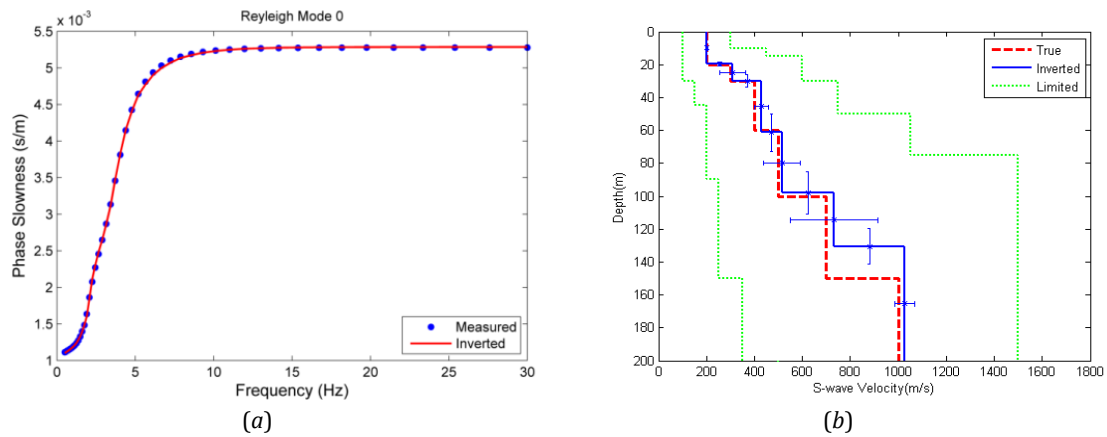 Reyleigh Mode 0
x 10⁻³
5.5
5
4.5
4
3.5
3
2.5
2
1.5
1
0 5 10 15 20 25 30
Phase Slowness (s/m)
Frequency (Hz)
Measured
Inverted
(a)
0
20
40
60
80
100
120
140
160
180
200
0 200 400 600 800 1000 1200 1400 1600 1800
Depth(m)
S-wave Velocity(m/s)
True
Inverted
Limited
(b)